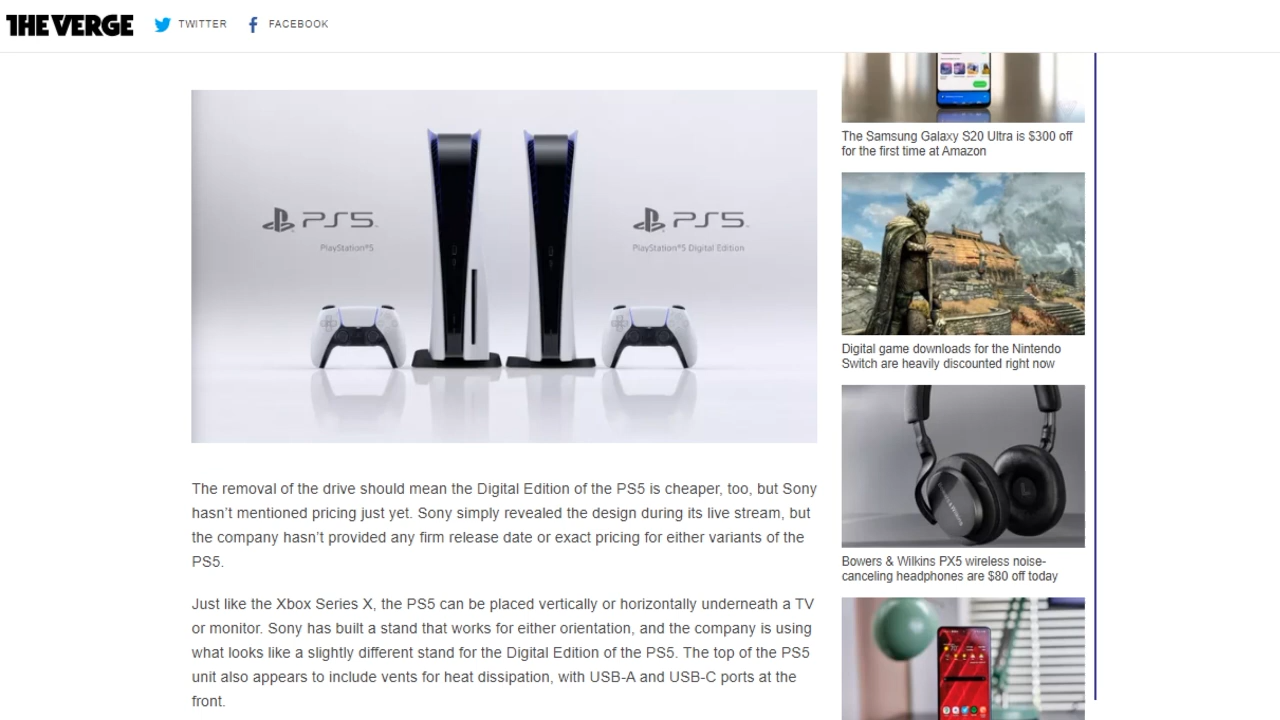 THE VERGE
TWITTER
FACEBOOK
PS5
PlayStation®5
PS5
PlayStation®5 Digital Edition
The removal of the drive should mean the Digital Edition of the PS5 is cheaper, too, but Sony
hasn’t mentioned pricing just yet. Sony simply revealed the design during its live stream, but
the company hasn’t provided any firm release date or exact pricing for either variants of the
PS5.
Just like the Xbox Series X, the PS5 can be placed vertically or horizontally underneath a TV
or monitor. Sony has built a stand that works for either orientation, and the company is using
what looks like a slightly different stand for the Digital Edition of the PS5. The top of the PS5
unit also appears to include vents for heat dissipation, with USB-A and USB-C ports at the
front.
The Samsung Galaxy S20 Ultra is $300 off
for the first time at Amazon
Digital game downloads for the Nintendo
Switch are heavily discounted right now
Bowers & Wilkins
Bowers & Wilkins PX5 wireless noise-
canceling headphones are $80 off today